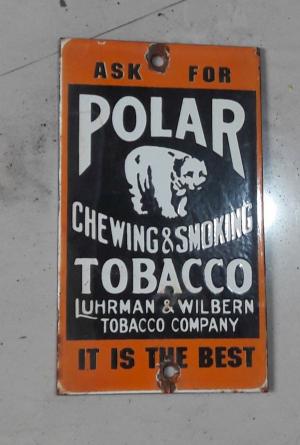 ASK FOR
POLAR
CHEWING & SMOKING
TOBACCO
LUHRMAN & WILBERN
TOBACCO COMPANY
IT IS THE BEST